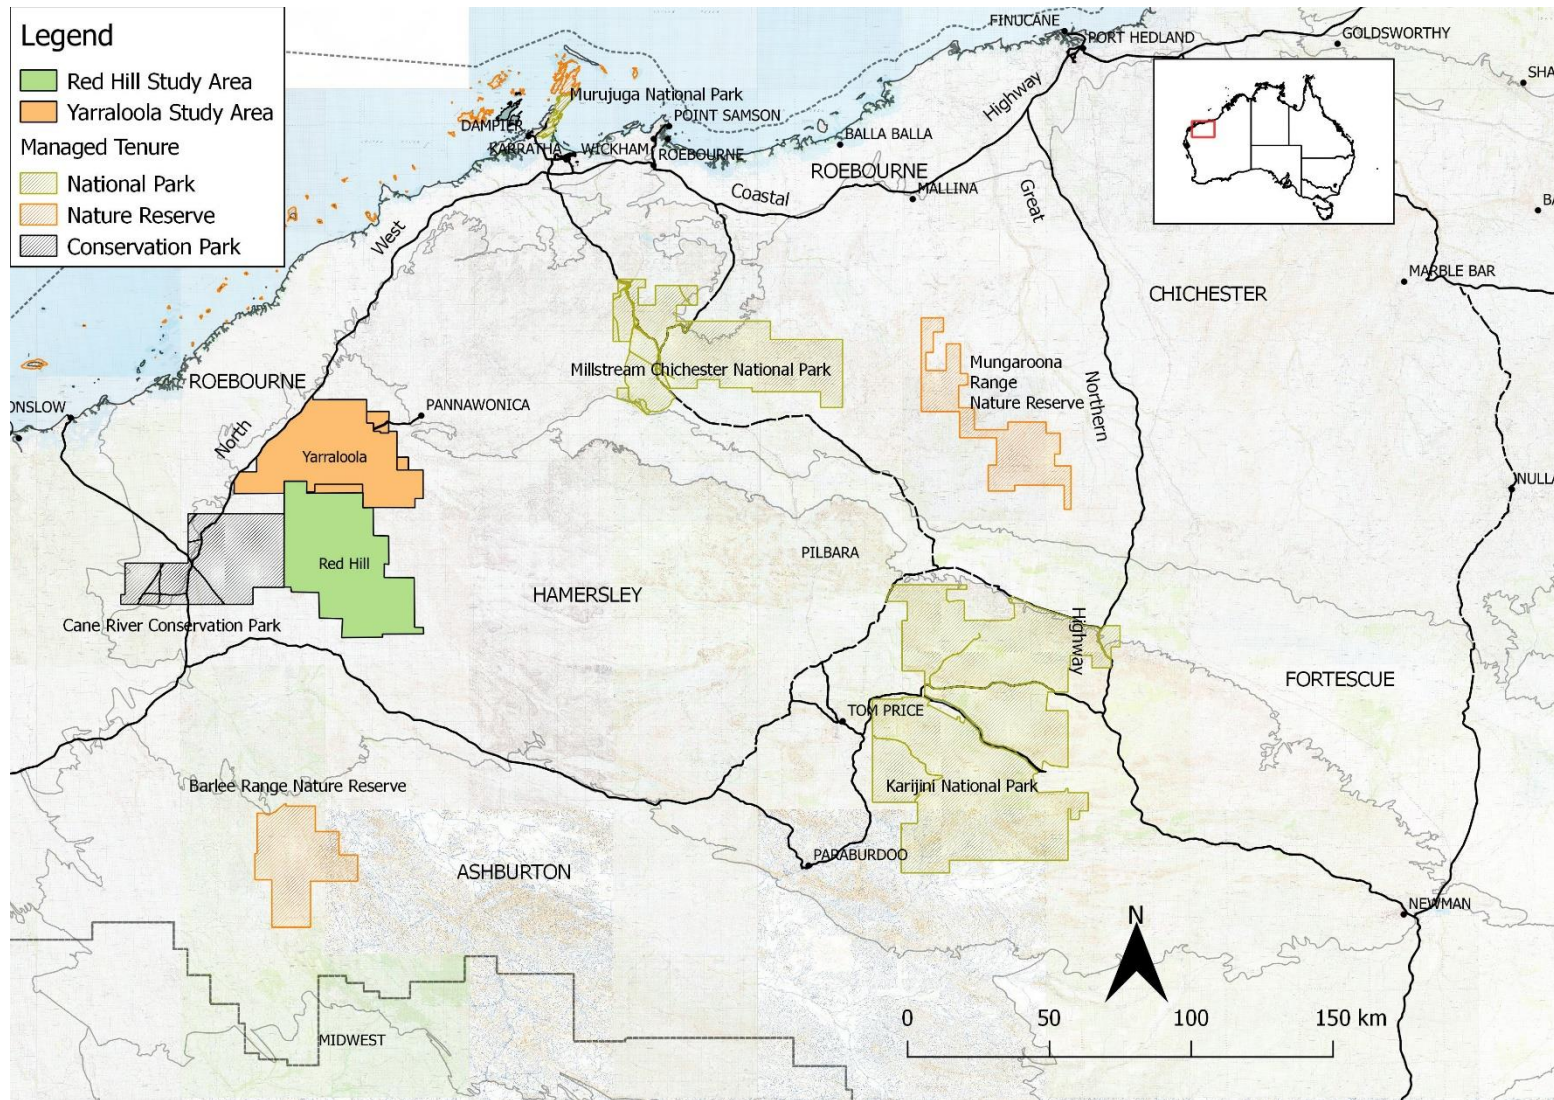 Legend
Red Hill Study Area
Yarraloola Study Area
Managed Tenure
National Park
Nature Reserve
Conservation Park
FINUCANE
PORT HEDLAND
GOLDSWORTHY
Murujuga National Park
DAMPIER
POINT SAMSON
KARRATHA
WICKHAM
ROEBOURNE
BALLA BALLA
ROEBOURNE
MALLINA
West
Coastal
Highway
Great
MARBLE BAR
CHICHESTER
Millstream Chichester National Park
Mungaroona
Range
Nature Reserve
Northern
ROEBOURNE
ONSLOW
PANNAWONICA
North
Yarraloola
Red Hill
PILBARA
HAMERSLEY
Cane River Conservation Park
Highway
FORTESCUE
TOM PRICE
Karijini National Park
Barlee Range Nature Reserve
ASHBURTON
PARABURDOO
NEWMAN
N
MIDWEST
0 50 100 150 km